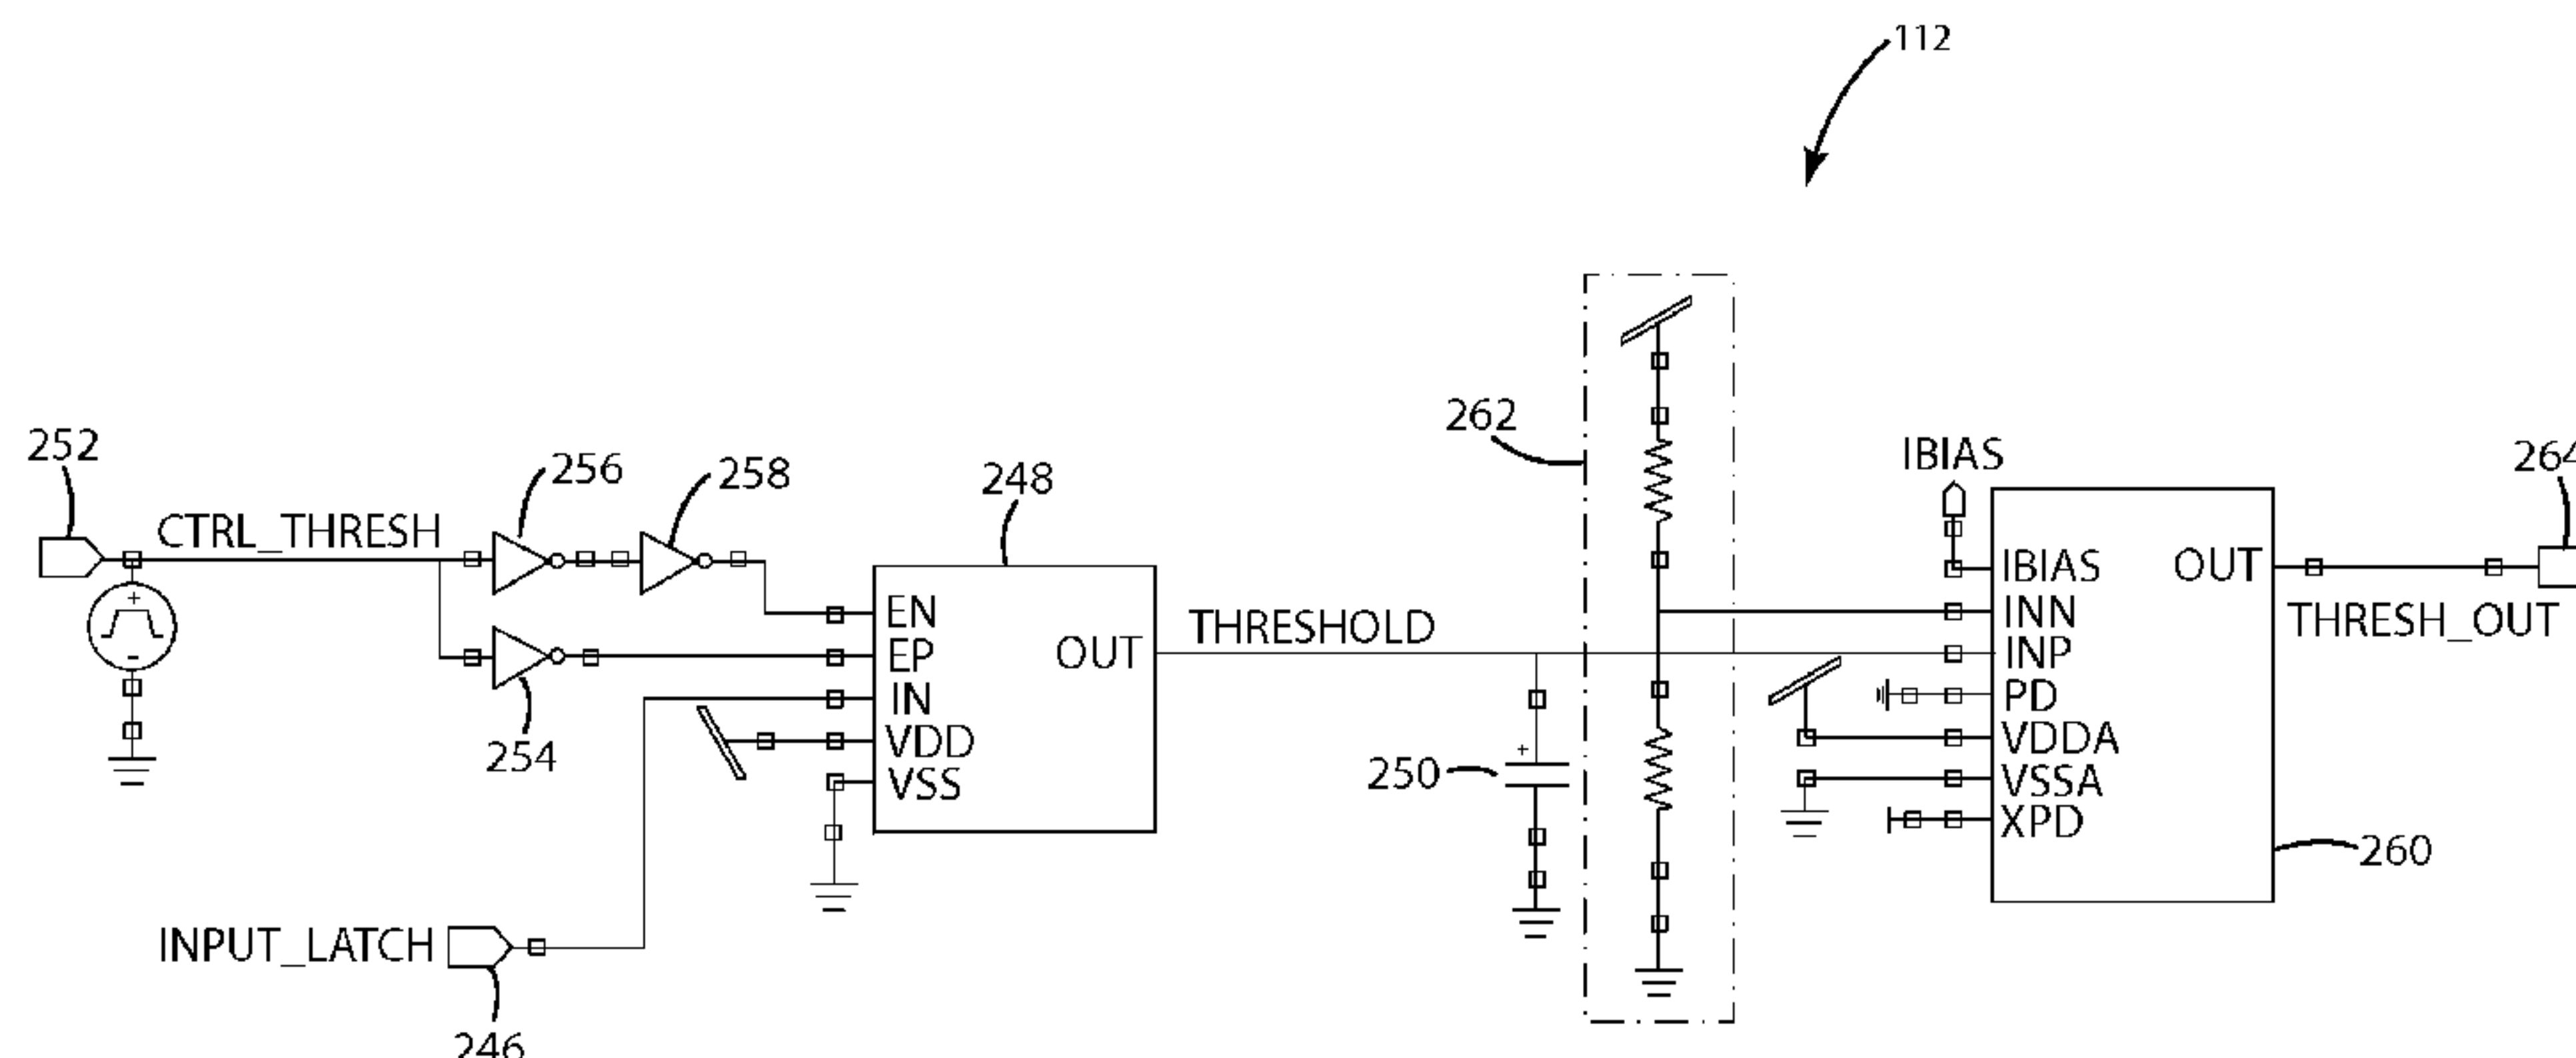 112
252
CTRL_THRESH
256
258
248
254
EN
EP
IN
VDD
VSS
OUT
INPUT_LATCH
246
THRESHOLD
250
262
IBIAS
IBIAS
INN
INP
PD
VDDA
VSSA
XPD
OUT
260
264
THRESH_OUT